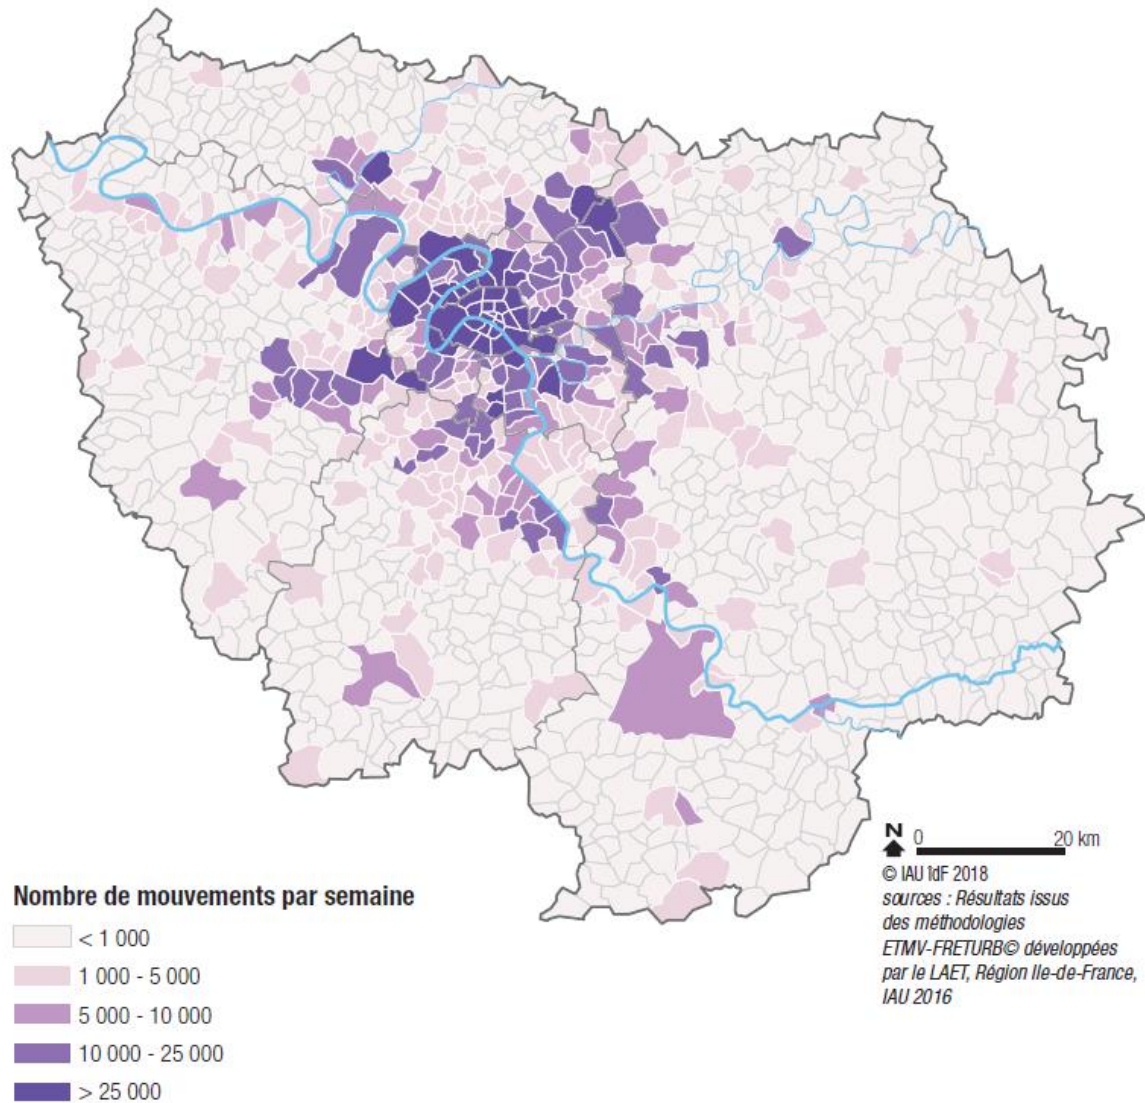 N
0 20 km
© IAU îdF 2018
sources : Résultats issus
des méthodologies
ETMV-FRETURB© développées
par le LAET, Région Ile-de-France,
IAU 2016
Nombre de mouvements par semaine
< 1 000
1 000 - 5 000
5 000 - 10 000
10 000 - 25 000
> 25 000